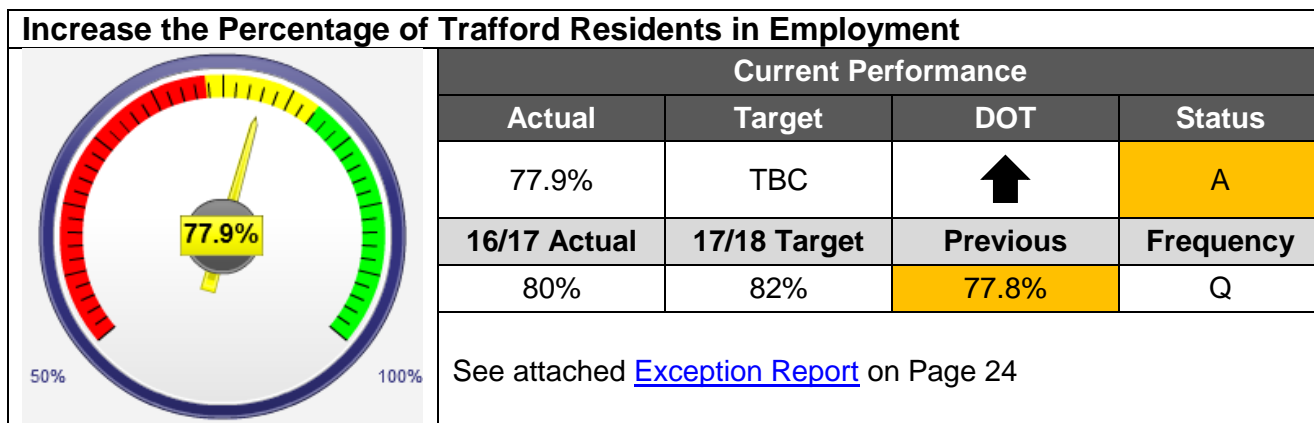 Increase the Percentage of Trafford Residents in Employment
77.9%
50%
100%
Current Performance
Actual Target DOT Status
77.9% TBC A
16/17 Actual 17/18 Target Previous Frequency
80% 82% 77.8% Q
See attached Exception Report on Page 24